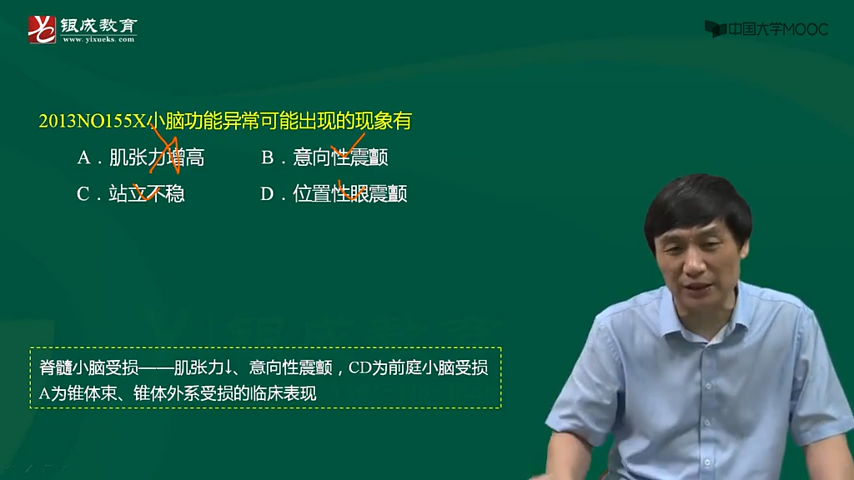 银成教育
www.yixueks.com
中国大学MOOC
2013NO155X小脑功能异常可能出现的现象有
A．肌张力增高 B．意向性震颤
C．站立不稳 D．位置性眼震颤
脊髓小脑受损——肌张力↓、意向性震颤，CD为前庭小脑受损
A为锥体束、锥体外系受损的临床表现